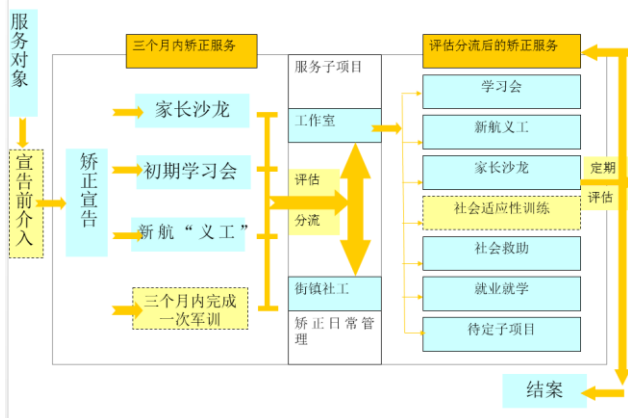 服务对象
宣告前介入
矫正宣告
三个月内矫正服务
家长沙龙
初期学习会
新航“义工”
三个月内完成
一次军训
评估
分流
服务子项目
工作室
街镇社工
矫正日常管
理
评估分流后的矫正服务
学习会
新航义工
家长沙龙
社会适应性训练
社会救助
就业就学
待定子项目
定期
评估
结案